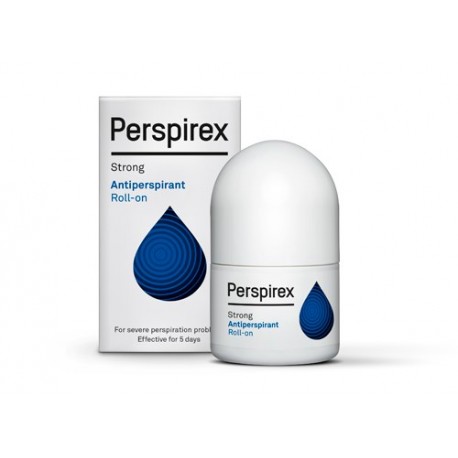 Perspirex
Strong
Antiperspirant
Roll-on
For severe perspiration
Effective for 5 days
Perspirex
Strong
Antiperspirant
Roll-on